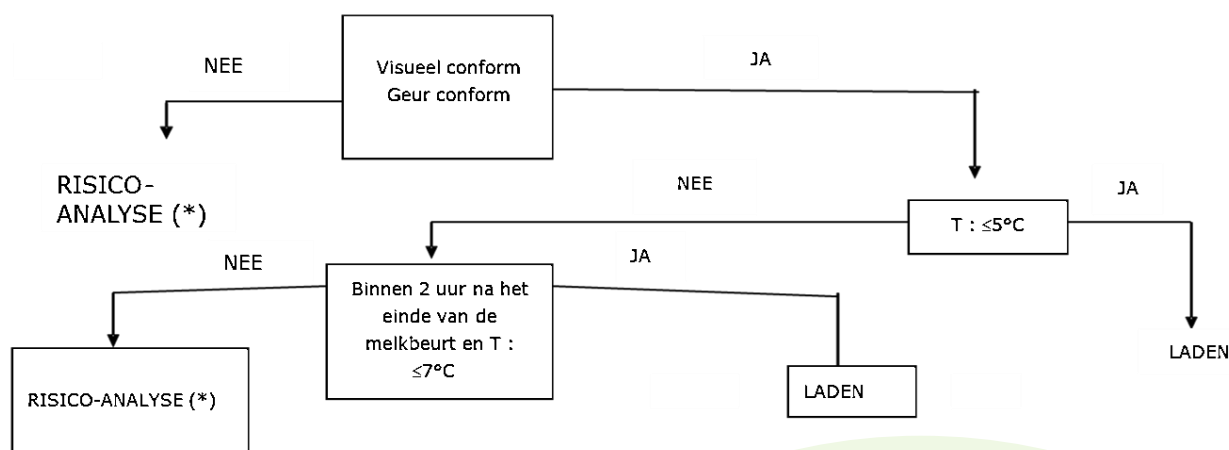 NEE
Visueel conform
Geur conform
JA
RISICO-
ANALYSE (*)
NEE
T : ≤5°C
JA
NEE
Binnen 2 uur na het
einde van de
melkbeurt en T :
≤7°C
JA
LADEN
RISICO-ANALYSE (*)
LADEN